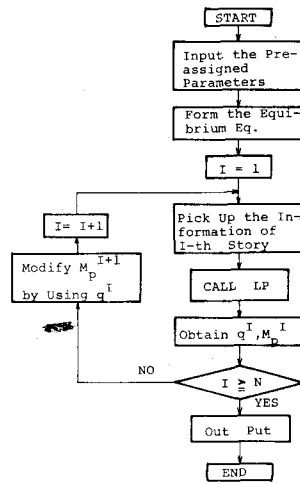 START
Input the Pre-
assigned
Parameters
Form the Equi-
brium Eq.
I = 1
I= I+1
Pick Up the In-
formation of
I-th Story
Modify M_p^{I+1}
by Using q^I
CALL LP
Obtain q^I, M_p^I
NO
I ≧ N
YES
Out Put
END